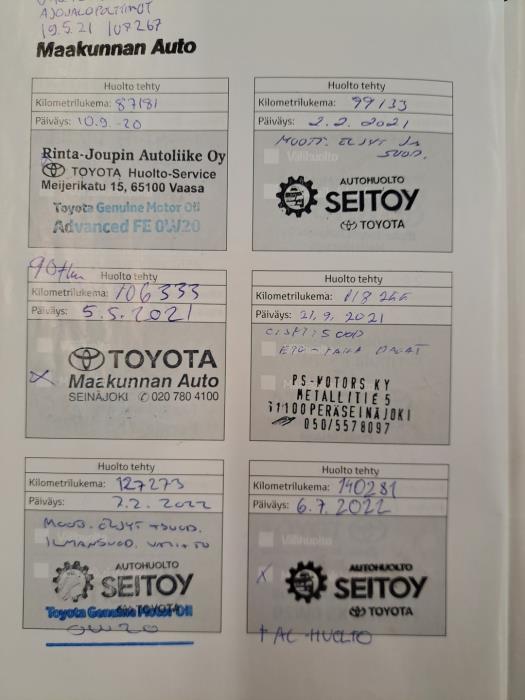 AJOVALOPOLTTIMOT
19.5.21 108267
Maakunnan Auto
Huolto tehty
Kilometrilukema: 87181
Päiväys: 10.9.-20
Rinta-Joupin Autoliike Oy
TOYOTA Huolto-Service
Meijerikatu 15, 65100 Vaasa
Toyota Genuine Motor Oil
Advanced FE 0W20
Huolto tehty
Kilometrilukema: 99133
Päiväys: 2.2.2021
MOOTT. ÖLJYT JA
SUOD.
Välihuolto
AUTOHUOLTO
SEITOY
TOYOTA
90tkm Huolto tehty
Kilometrilukema: 106333
Päiväys: 5.5.2021
X
TOYOTA
Maakunnan Auto
SEINÄJOKI 020 780 4100
Huolto tehty
Kilometrilukema: 118266
Päiväys: 21.9.2021
PS-MOTORS KY
METALLITIE 5
61100 PERÄSEINÄJOKI
050/5578097
Huolto tehty
Kilometrilukema: 127273
Päiväys: 7.2.2022
MOOD. ÖLJYT + SUOD.
ILMANSUOD.
AUTOHUOLTO
SEITOY
Toyota Genuine Motor Oil
TOYOTA
0W20
Huolto tehty
Kilometrilukema: 140281
Päiväys: 6.7.2022
Välihuolto
X
AUTOHUOLTO
SEITOY
TOYOTA
+ AC-HUOLTO